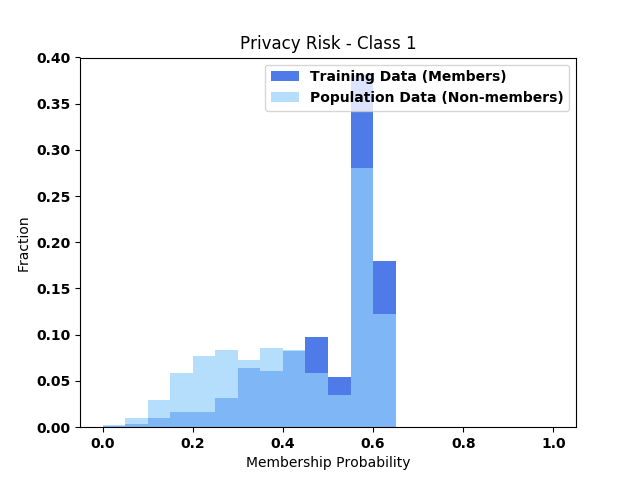 Privacy Risk - Class 1
Training Data (Members)
Population Data (Non-members)
Fraction
0.40
0.35
0.30
0.25
0.20
0.15
0.10
0.05
0.00
0.0 0.2 0.4 0.6 0.8 1.0
Membership Probability